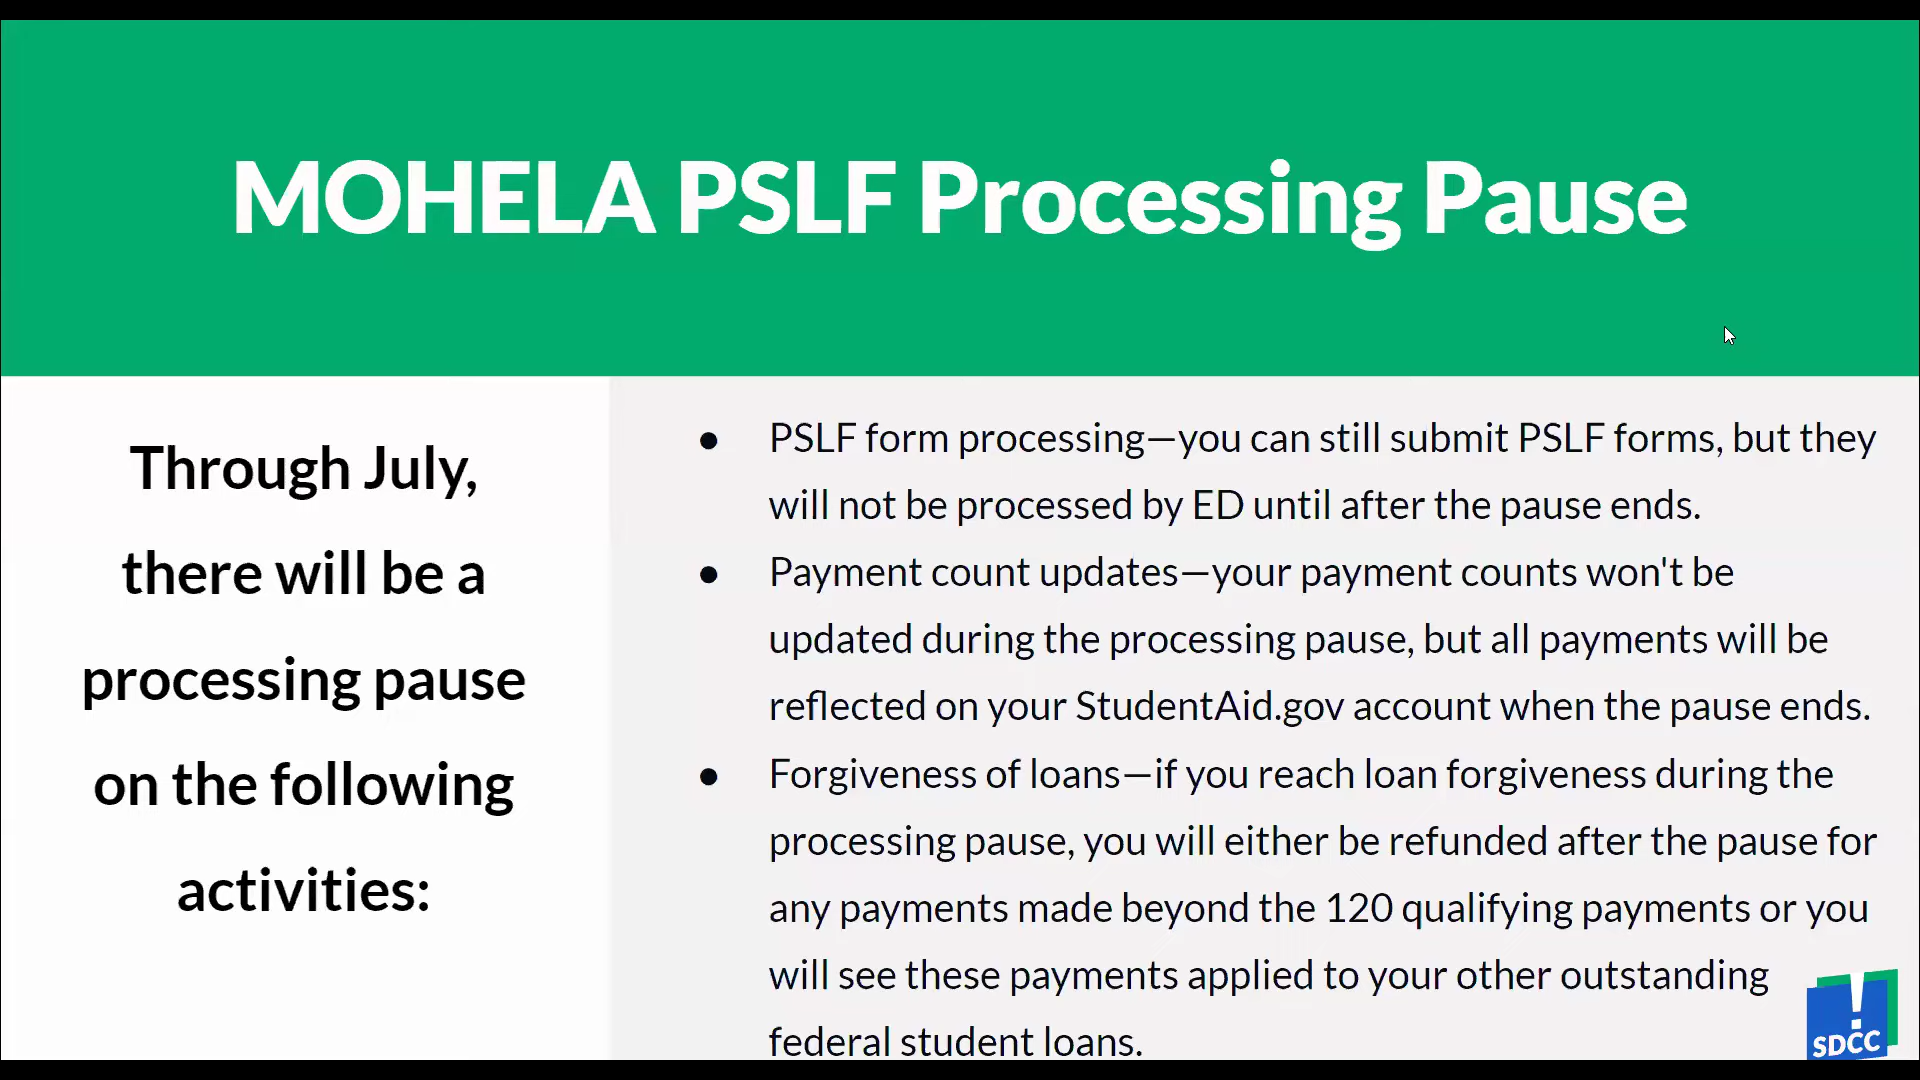 MOHELA PSLF Processing Pause
Through July,
there will be a
processing pause
on the following
activities:
● PSLF form processing—you can still submit PSLF forms, but they
will not be processed by ED until after the pause ends.
● Payment count updates—your payment counts won't be
updated during the processing pause, but all payments will be
reflected on your StudentAid.gov account when the pause ends.
● Forgiveness of loans—if you reach loan forgiveness during the
processing pause, you will either be refunded after the pause for
any payments made beyond the 120 qualifying payments or you
will see these payments applied to your other outstanding
federal student loans.
!
SDCC